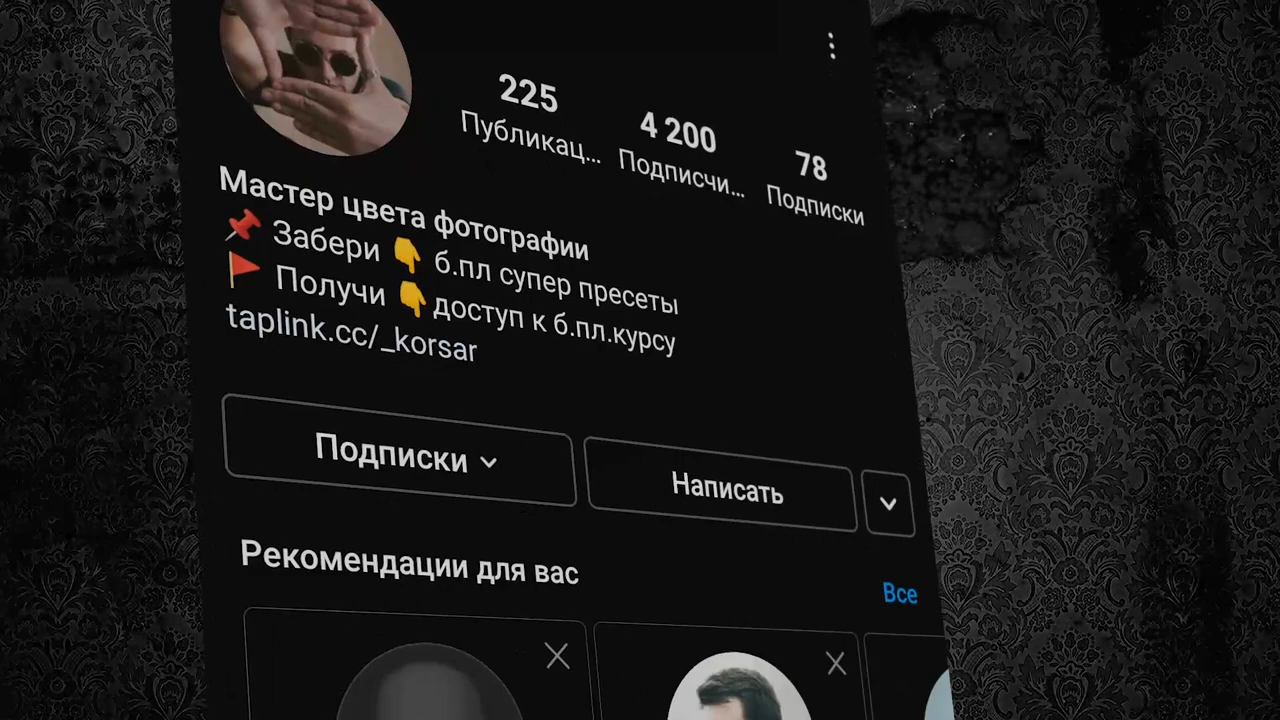 225
Публикац...
4 200
Подписчи...
78
Подписки
Мастер цвета фотографии
📌 Забери 👇 б.пл супер пресеты
🚩 Получи 👇 доступ к б.пл.курсу
taplink.cc/_korsar
Подписки
Написать
Рекомендации для вас
Все